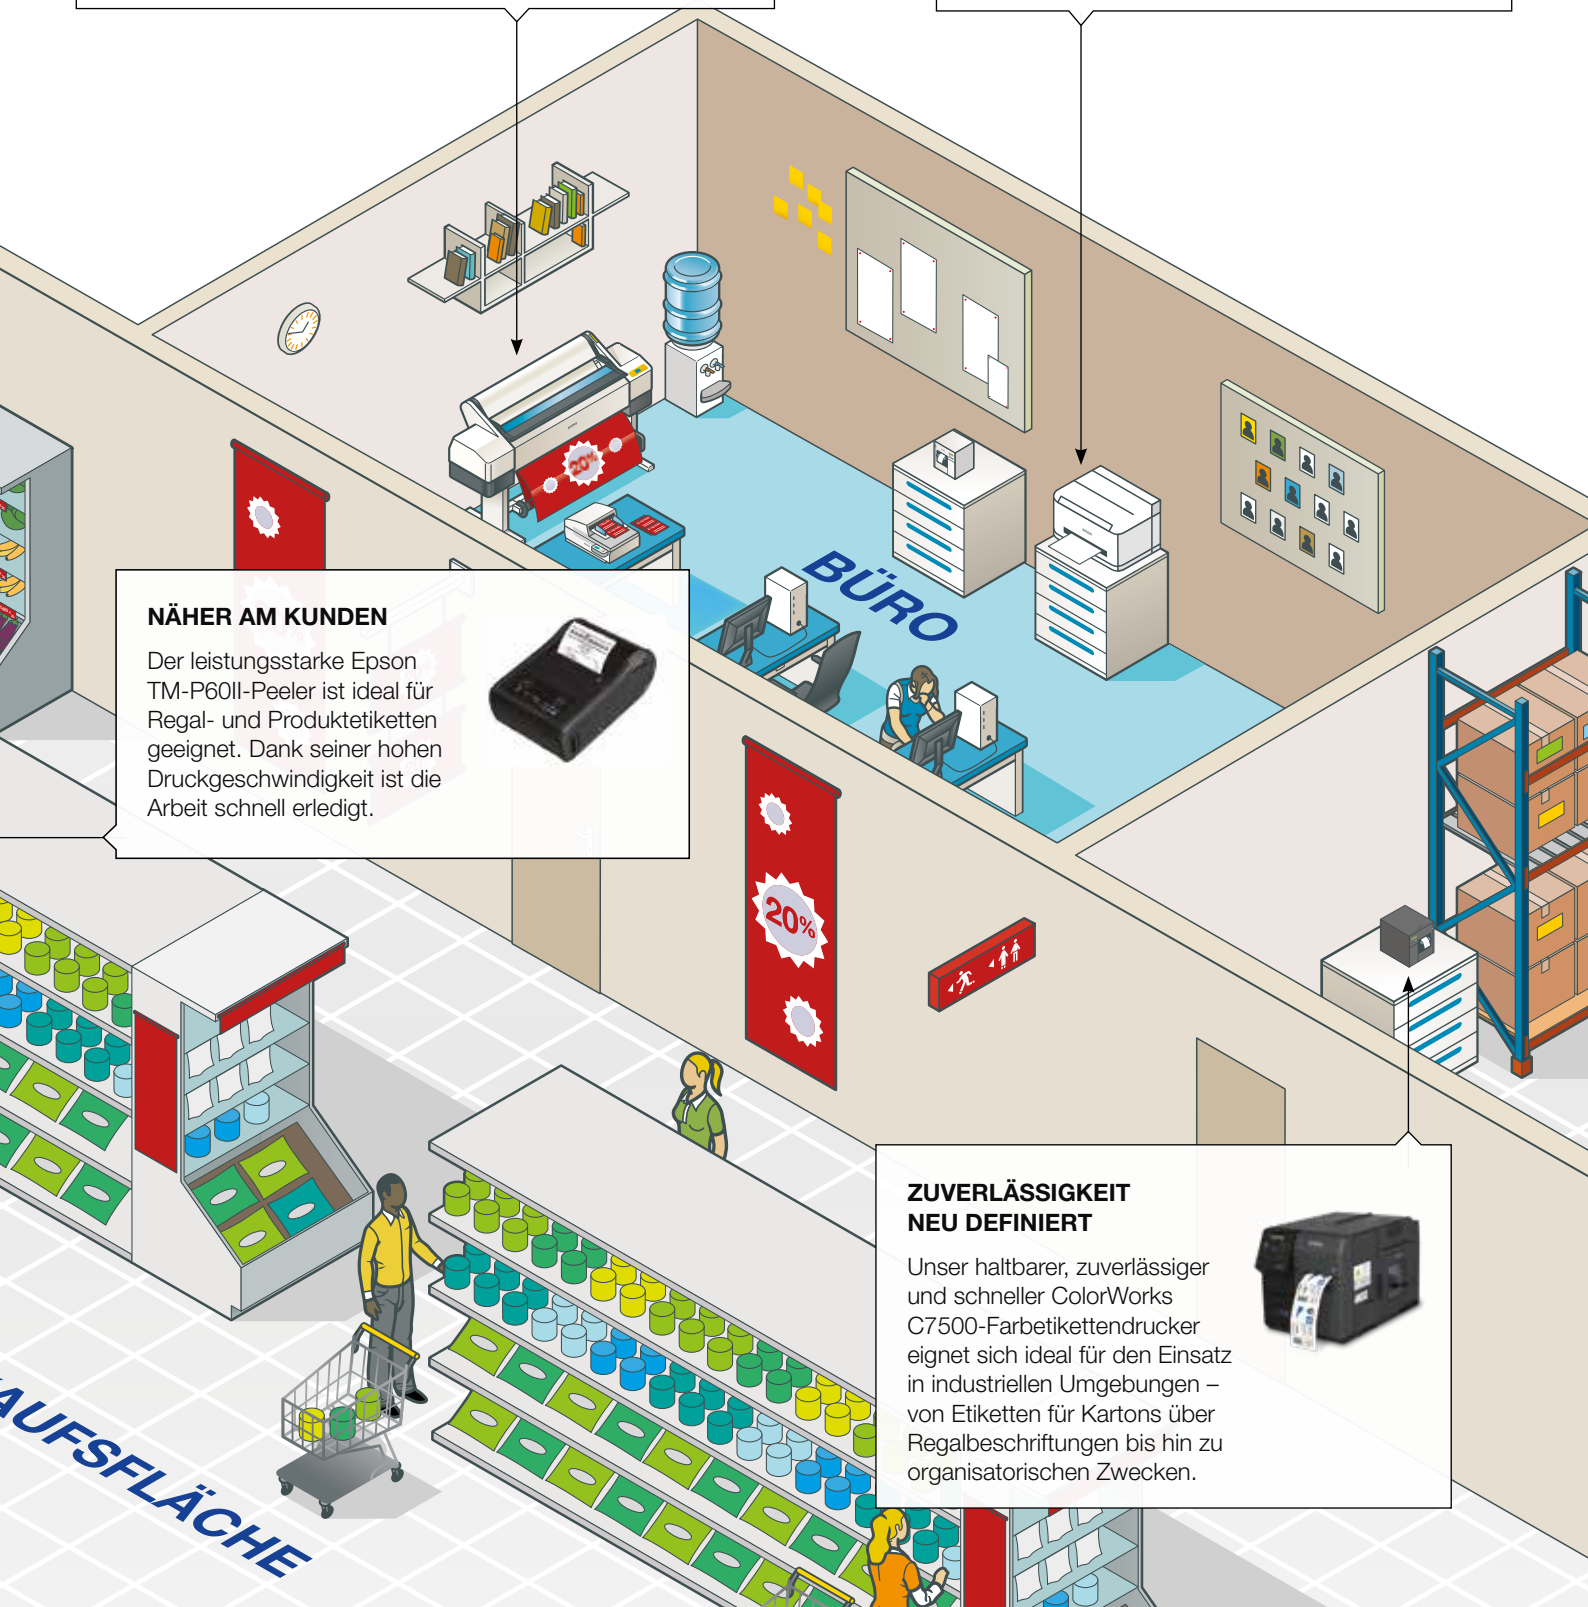 BÜRO
NÄHER AM KUNDEN
Der leistungsstarke Epson
TM-P60II-Peeler ist ideal für
Regal- und Produktetiketten
geeignet. Dank seiner hohen
Druckgeschwindigkeit ist die
Arbeit schnell erledigt.
20%
20%
ZUVERLÄSSIGKEIT
NEU DEFINIERT
Unser haltbarer, zuverlässiger
und schneller ColorWorks
C7500-Farbetikettendrucker
eignet sich ideal für den Einsatz
in industriellen Umgebungen –
von Etiketten für Kartons über
Regalbeschriftungen bis hin zu
organisatorischen Zwecken.
AUFSFLÄCHE